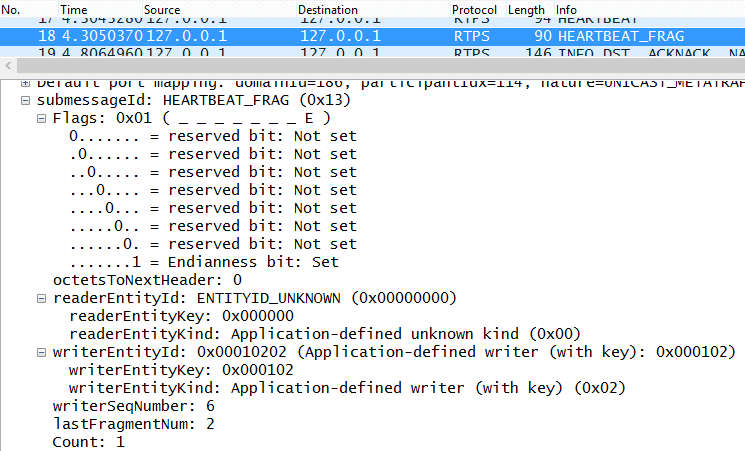 No. Time Source Destination Protocol Length Info
17 4.3045280 127.0.0.1 127.0.0.1 RTPS 94 HEARTBEAT
18 4.3050370 127.0.0.1 127.0.0.1 RTPS 90 HEARTBEAT_FRAG
19 4.8064960 127.0.0.1 127.0.0.1 RTPS 146 INFO_DST, ACKNACK, NA
Default port mapping: domainId=186, participantIdx=114, nature=UNICAST_METATRAF
submessageId: HEARTBEAT_FRAG (0x13)
Flags: 0x01 ( _ _ _ _ _ _ _ E )
0....... = reserved bit: Not set
.0...... = reserved bit: Not set
..0..... = reserved bit: Not set
...0.... = reserved bit: Not set
....0... = reserved bit: Not set
.....0.. = reserved bit: Not set
......0. = reserved bit: Not set
.......1 = Endianness bit: Set
octetsToNextHeader: 0
readerEntityId: ENTITYID_UNKNOWN (0x00000000)
readerEntityKey: 0x000000
readerEntityKind: Application-defined unknown kind (0x00)
writerEntityId: 0x00010202 (Application-defined writer (with key): 0x000102)
writerEntityKey: 0x000102
writerEntityKind: Application-defined writer (with key) (0x02)
writerSeqNumber: 6
lastFragmentNum: 2
Count: 1